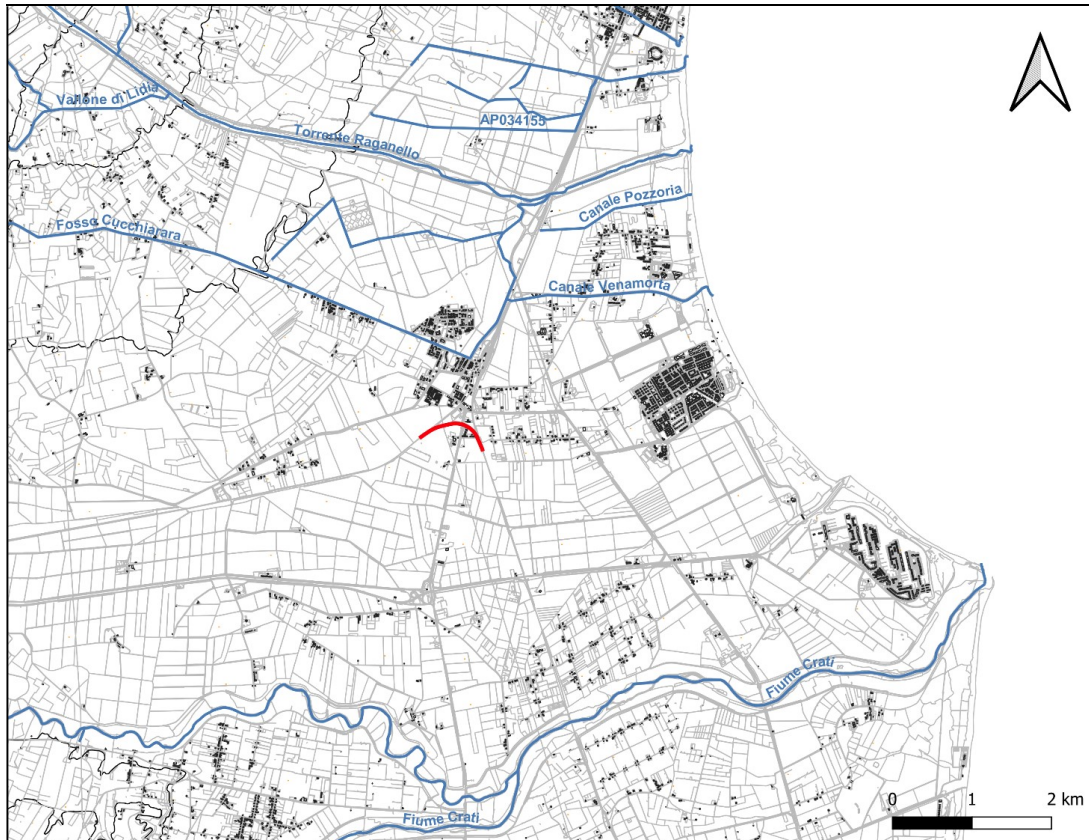 Vallone di Lidia
AP034155
Torrente Raganello
Canale Pozzoria
Fosso Cucchiarara
Canale Venamorta
Fiume Crati
Fiume Crati
0 1 2 km